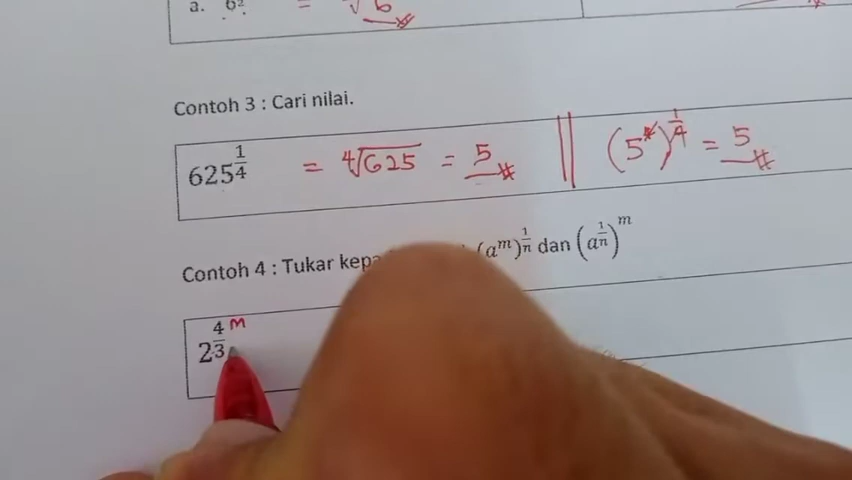 a. 6² = √6
Contoh 3 : Cari nilai.
625^(1/4) = ⁴√625 = 5 || (5⁴)^(1/4) = 5
Contoh 4 : Tukar (a^m)^(1/n) dan (a^(1/n))^m
2^(4/3) m